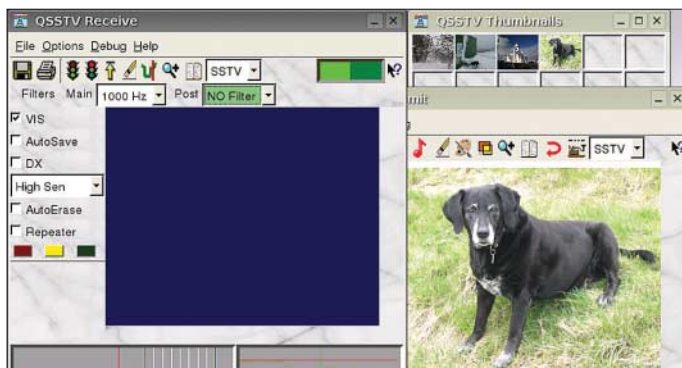 QSSTV Receive
File Options Debug Help
SSTV
Filters Main 1000 Hz Post NO Filter
VIS
AutoSave
DX
High Sen
AutoErase
Repeater
QSSTV Thumbnails
mit
SSTV